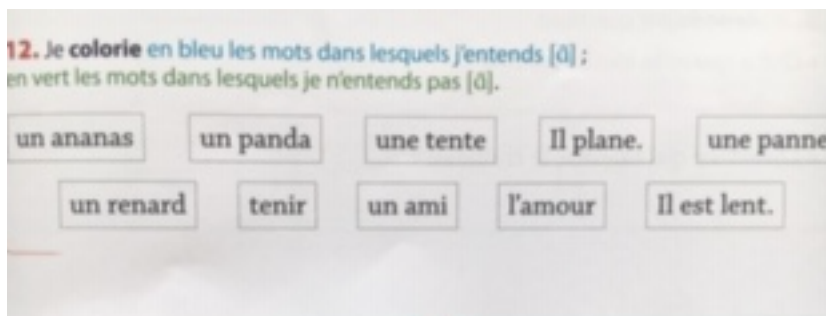 12. Je colorie en bleu les mots dans lesquels j'entends [ɑ̃] ;
en vert les mots dans lesquels je n'entends pas [ɑ̃].
un ananas un panda une tente Il plane. une panne
un renard tenir un ami l'amour Il est lent.